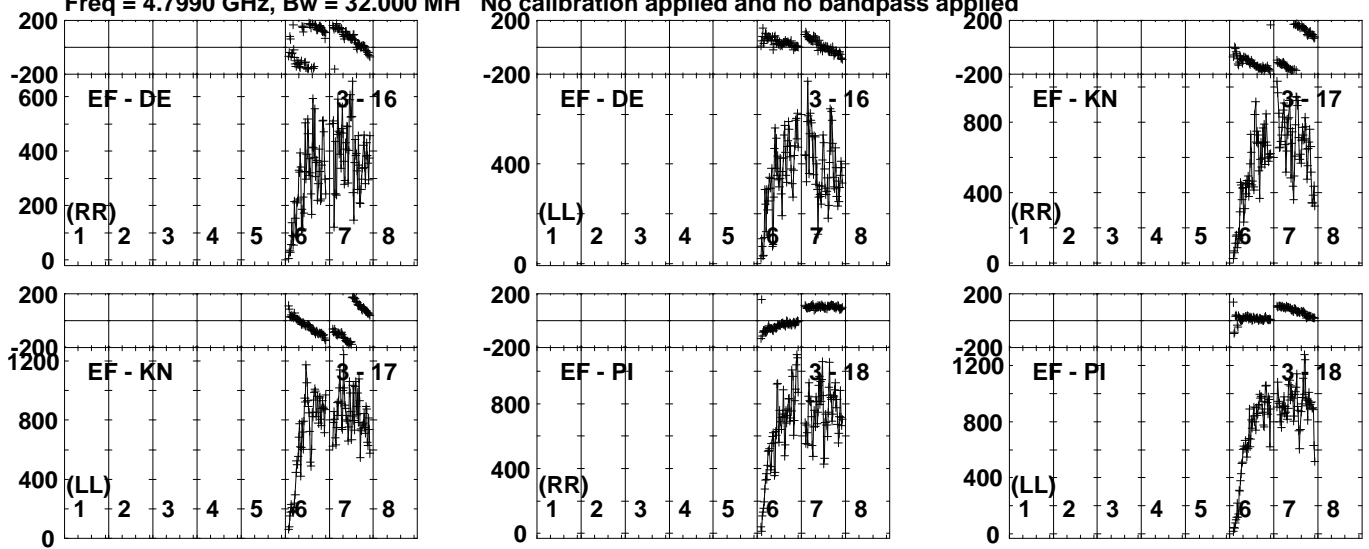 Freq = 4.7990 GHz, Bw = 32.000 MH No calibration applied and no bandpass applied
200
-200
600
400
200
0
EF - DE 3 - 16
(RR)
1 2 3 4 5 6 7 8
200
-200
400
0
EF - DE 3 - 16
(LL)
1 2 3 4 5 6 7 8
200
-200
800
400
0
EF - KN 3 - 17
(RR)
1 2 3 4 5 6 7 8
200
-200
1200
800
400
0
EF - KN 3 - 17
(LL)
1 2 3 4 5 6 7 8
200
-200
800
400
0
EF - PI 3 - 18
(RR)
1 2 3 4 5 6 7 8
200
-200
1200
800
400
0
EF - PI 3 - 18
(LL)
1 2 3 4 5 6 7 8